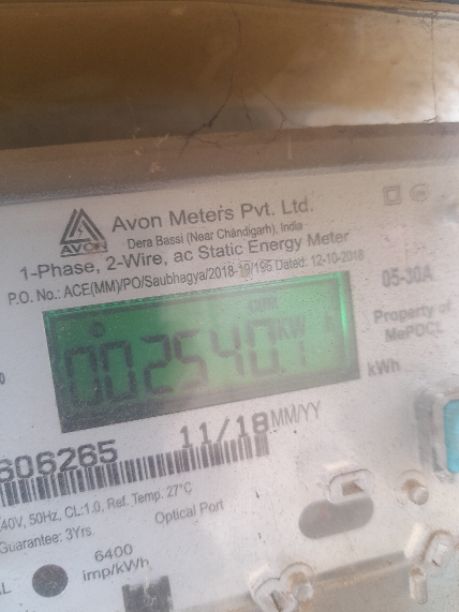 AVON
Avon Meters Pvt. Ltd.
Dera Bassi (Near Chandigarh), India
1-Phase, 2-Wire, ac Static Energy Meter
P.O. No.: ACE(MM)/PO/Saubhagya/2018-19/195 Dated: 12-10-2018
05-30A
Property of
MePDCL
CUM
002540.1 KW h
kWh
606265
11/18 MM/YY
40V, 50Hz, CL:1.0, Ref. Temp. 27°C
Guarantee: 3Yrs.
Optical Port
6400
imp/kWh